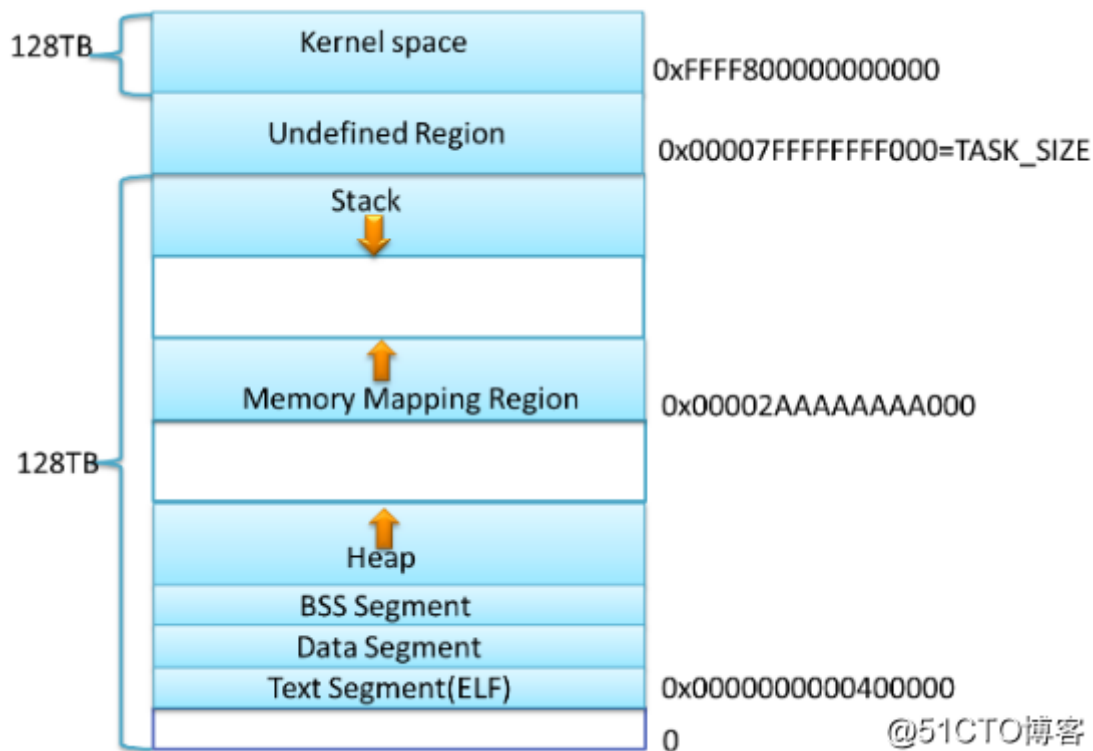 128TB
Kernel space
0xFFFF800000000000
Undefined Region
0x00007FFFFFFFF000=TASK_SIZE
Stack
Memory Mapping Region
0x00002AAAAAAAA000
128TB
Heap
BSS Segment
Data Segment
Text Segment(ELF)
0x0000000000400000
0
@51CTO博客